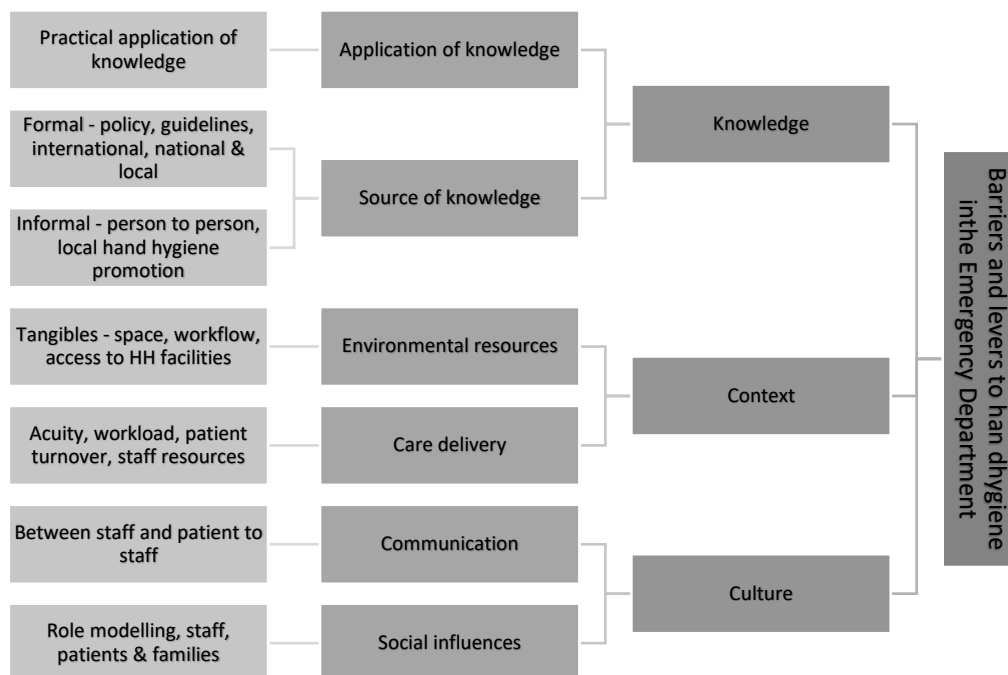 Practical application of
knowledge
Application of knowledge
Formal - policy, guidelines,
international, national &
local
Knowledge
Source of knowledge
Informal - person to person,
local hand hygiene
promotion
Tangibles - space, workflow,
access to HH facilities
Environmental resources
Context
Acuity, workload, patient
turnover, staff resources
Care delivery
Between staff and patient to
staff
Communication
Culture
Role modelling, staff,
patients & families
Social influences
Barriers and levers to han dhygiene
inthe Emergency Department